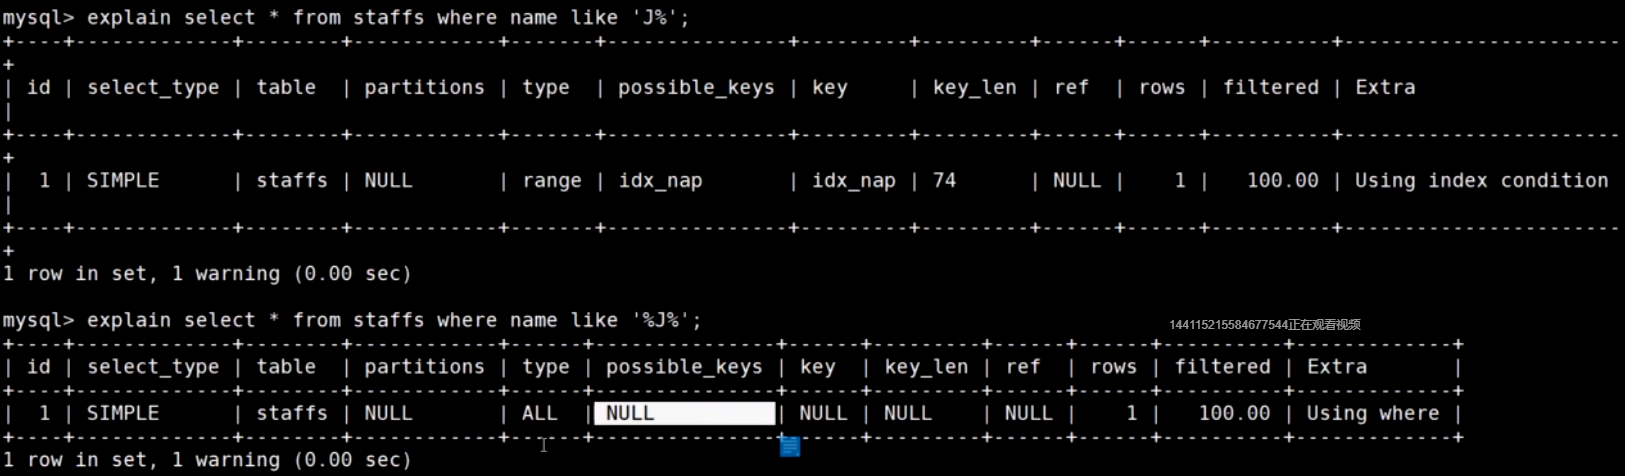 mysql> explain select * from staffs where name like 'J%';
+----+-------------+--------+------------+-------+---------------+---------+---------+------+------+----------+-----------------------
+
| id | select_type | table  | partitions | type  | possible_keys | key     | key_len | ref  | rows | filtered | Extra
|
+----+-------------+--------+------------+-------+---------------+---------+---------+------+------+----------+-----------------------
+
|  1 | SIMPLE      | staffs | NULL       | range | idx_nap       | idx_nap | 74      | NULL |    1 |   100.00 | Using index condition
|
+----+-------------+--------+------------+-------+---------------+---------+---------+------+------+----------+-----------------------
+
1 row in set, 1 warning (0.00 sec)
mysql> explain select * from staffs where name like '%J%';
144115215584677544正在观看视频
+----+-------------+--------+------------+------+---------------+------+---------+------+------+----------+-------------+
| id | select_type | table  | partitions | type | possible_keys | key  | key_len | ref  | rows | filtered | Extra       |
+----+-------------+--------+------------+------+---------------+------+---------+------+------+----------+-------------+
|  1 | SIMPLE      | staffs | NULL       | ALL  | NULL          | NULL | NULL    | NULL |    1 |   100.00 | Using where |
+----+-------------+--------+------------+------+---------------+------+---------+------+------+----------+-------------+
1 row in set, 1 warning (0.00 sec)